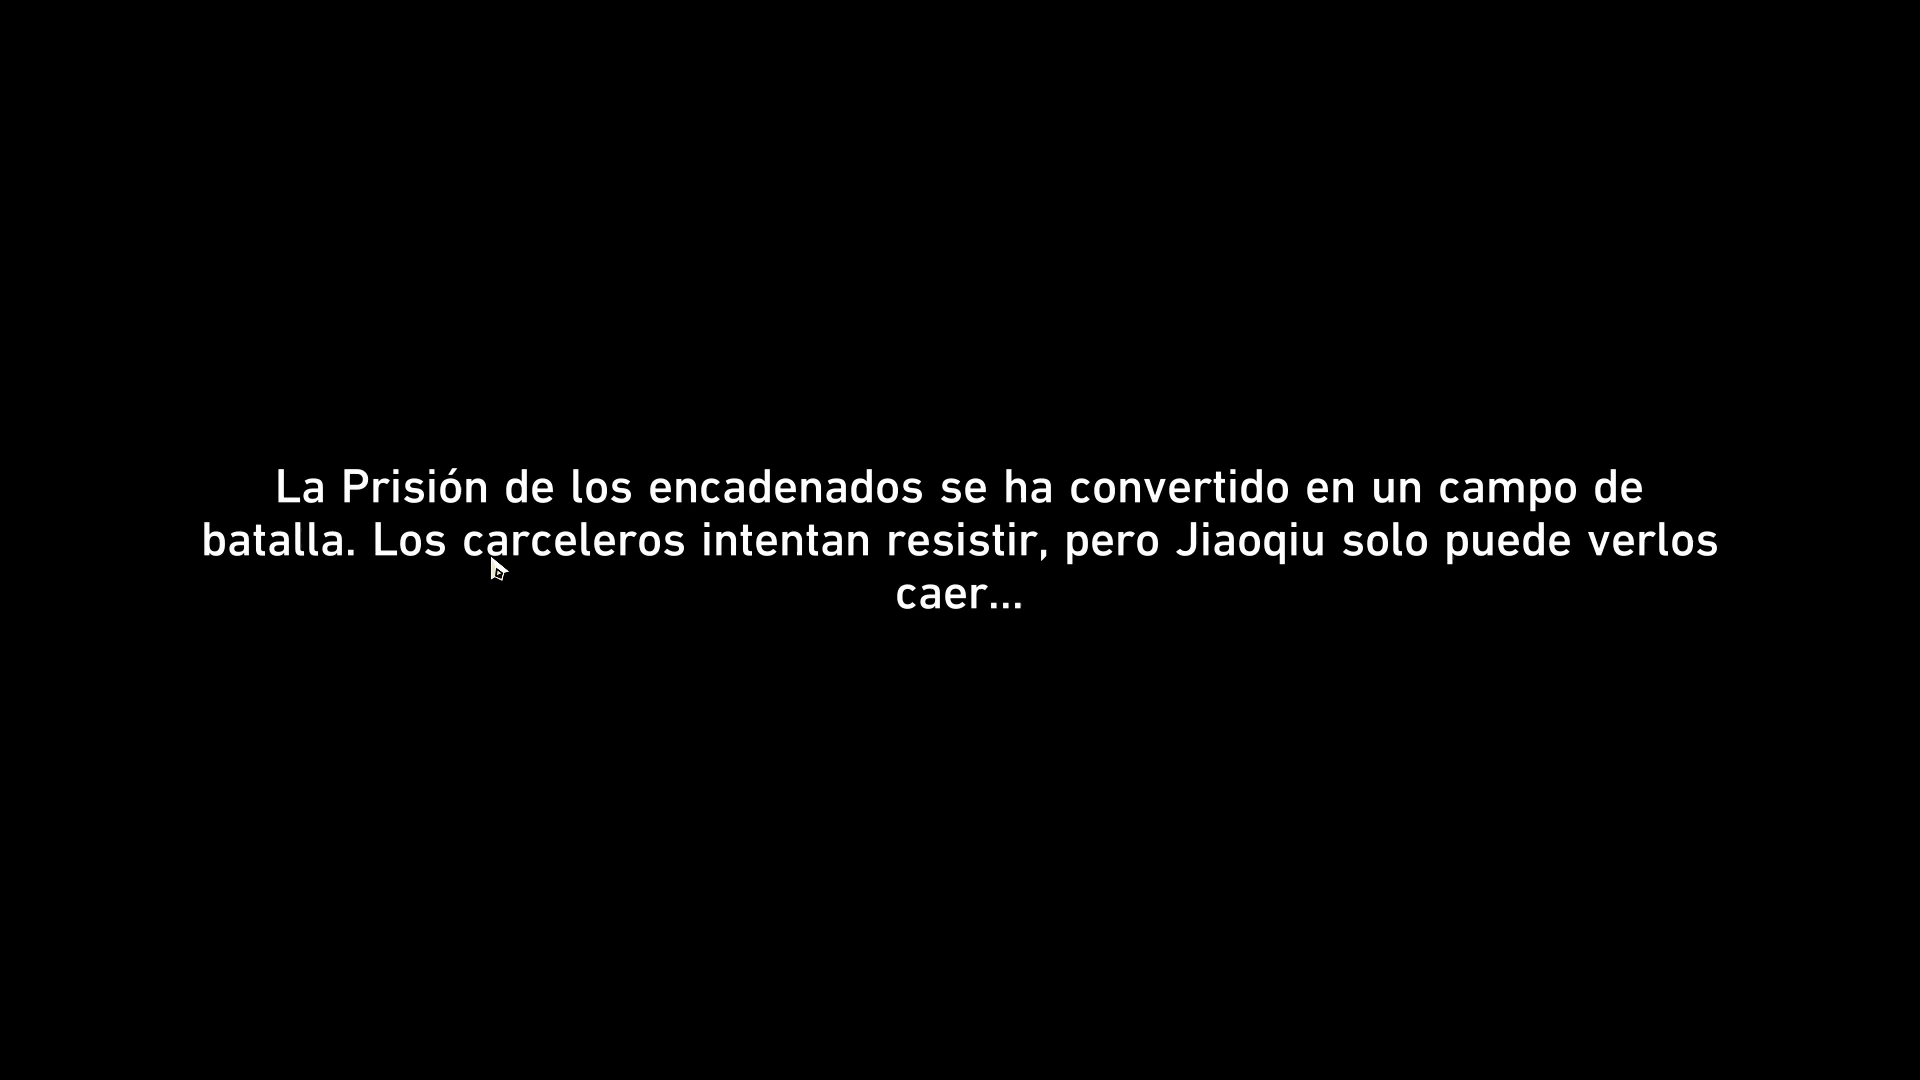 La Prisión de los encadenados se ha convertido en un campo de
batalla. Los carceleros intentan resistir, pero Jiaoqiu solo puede verlos
caer...